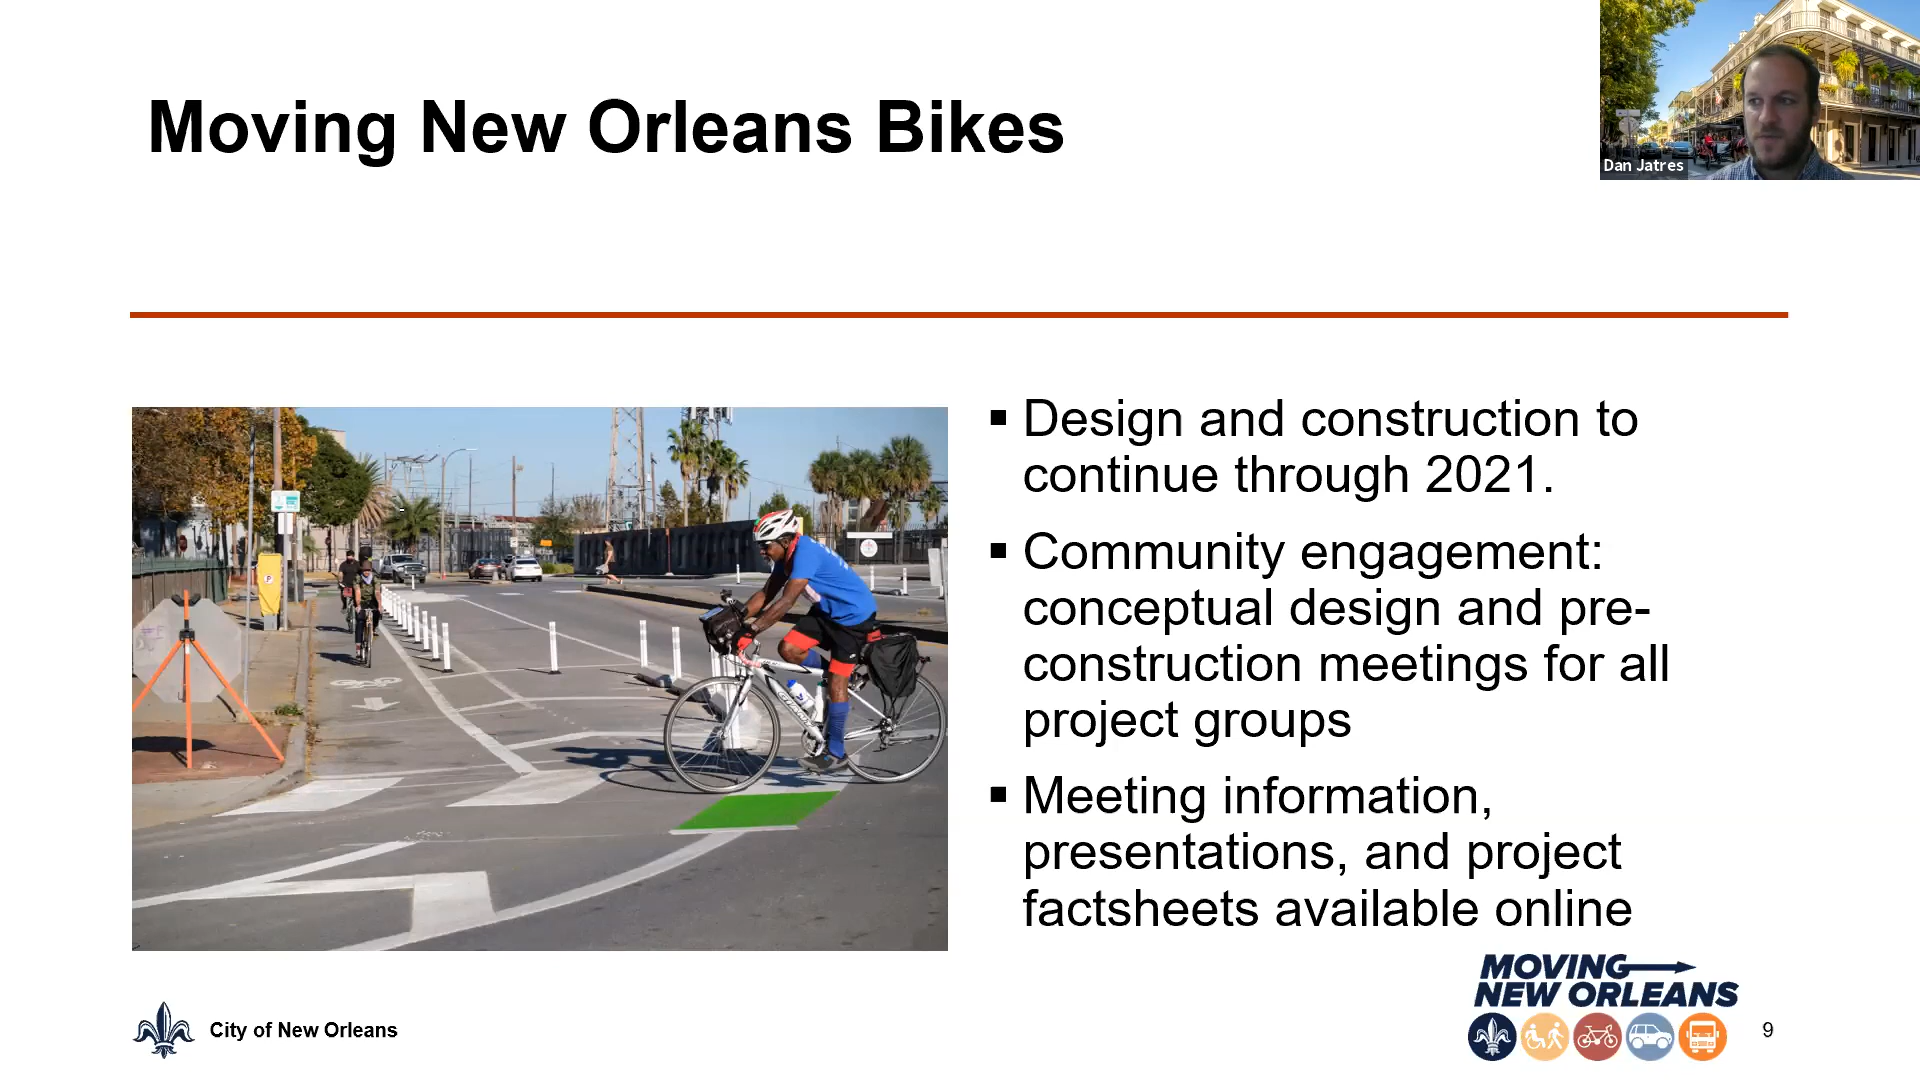 Moving New Orleans Bikes
Dan Jatres
▪ Design and construction to
continue through 2021.
▪ Community engagement:
conceptual design and pre-
construction meetings for all
project groups
▪ Meeting information,
presentations, and project
factsheets available online
City of New Orleans
MOVING
NEW ORLEANS
9